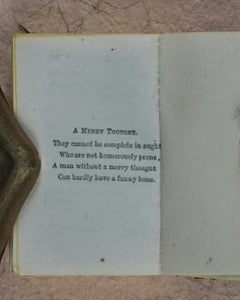 A MERRY THOUGHT.
They cannot be complete in aught
Who are not humorously prone,
A man without a merry thought
Can hardly have a funny bone.